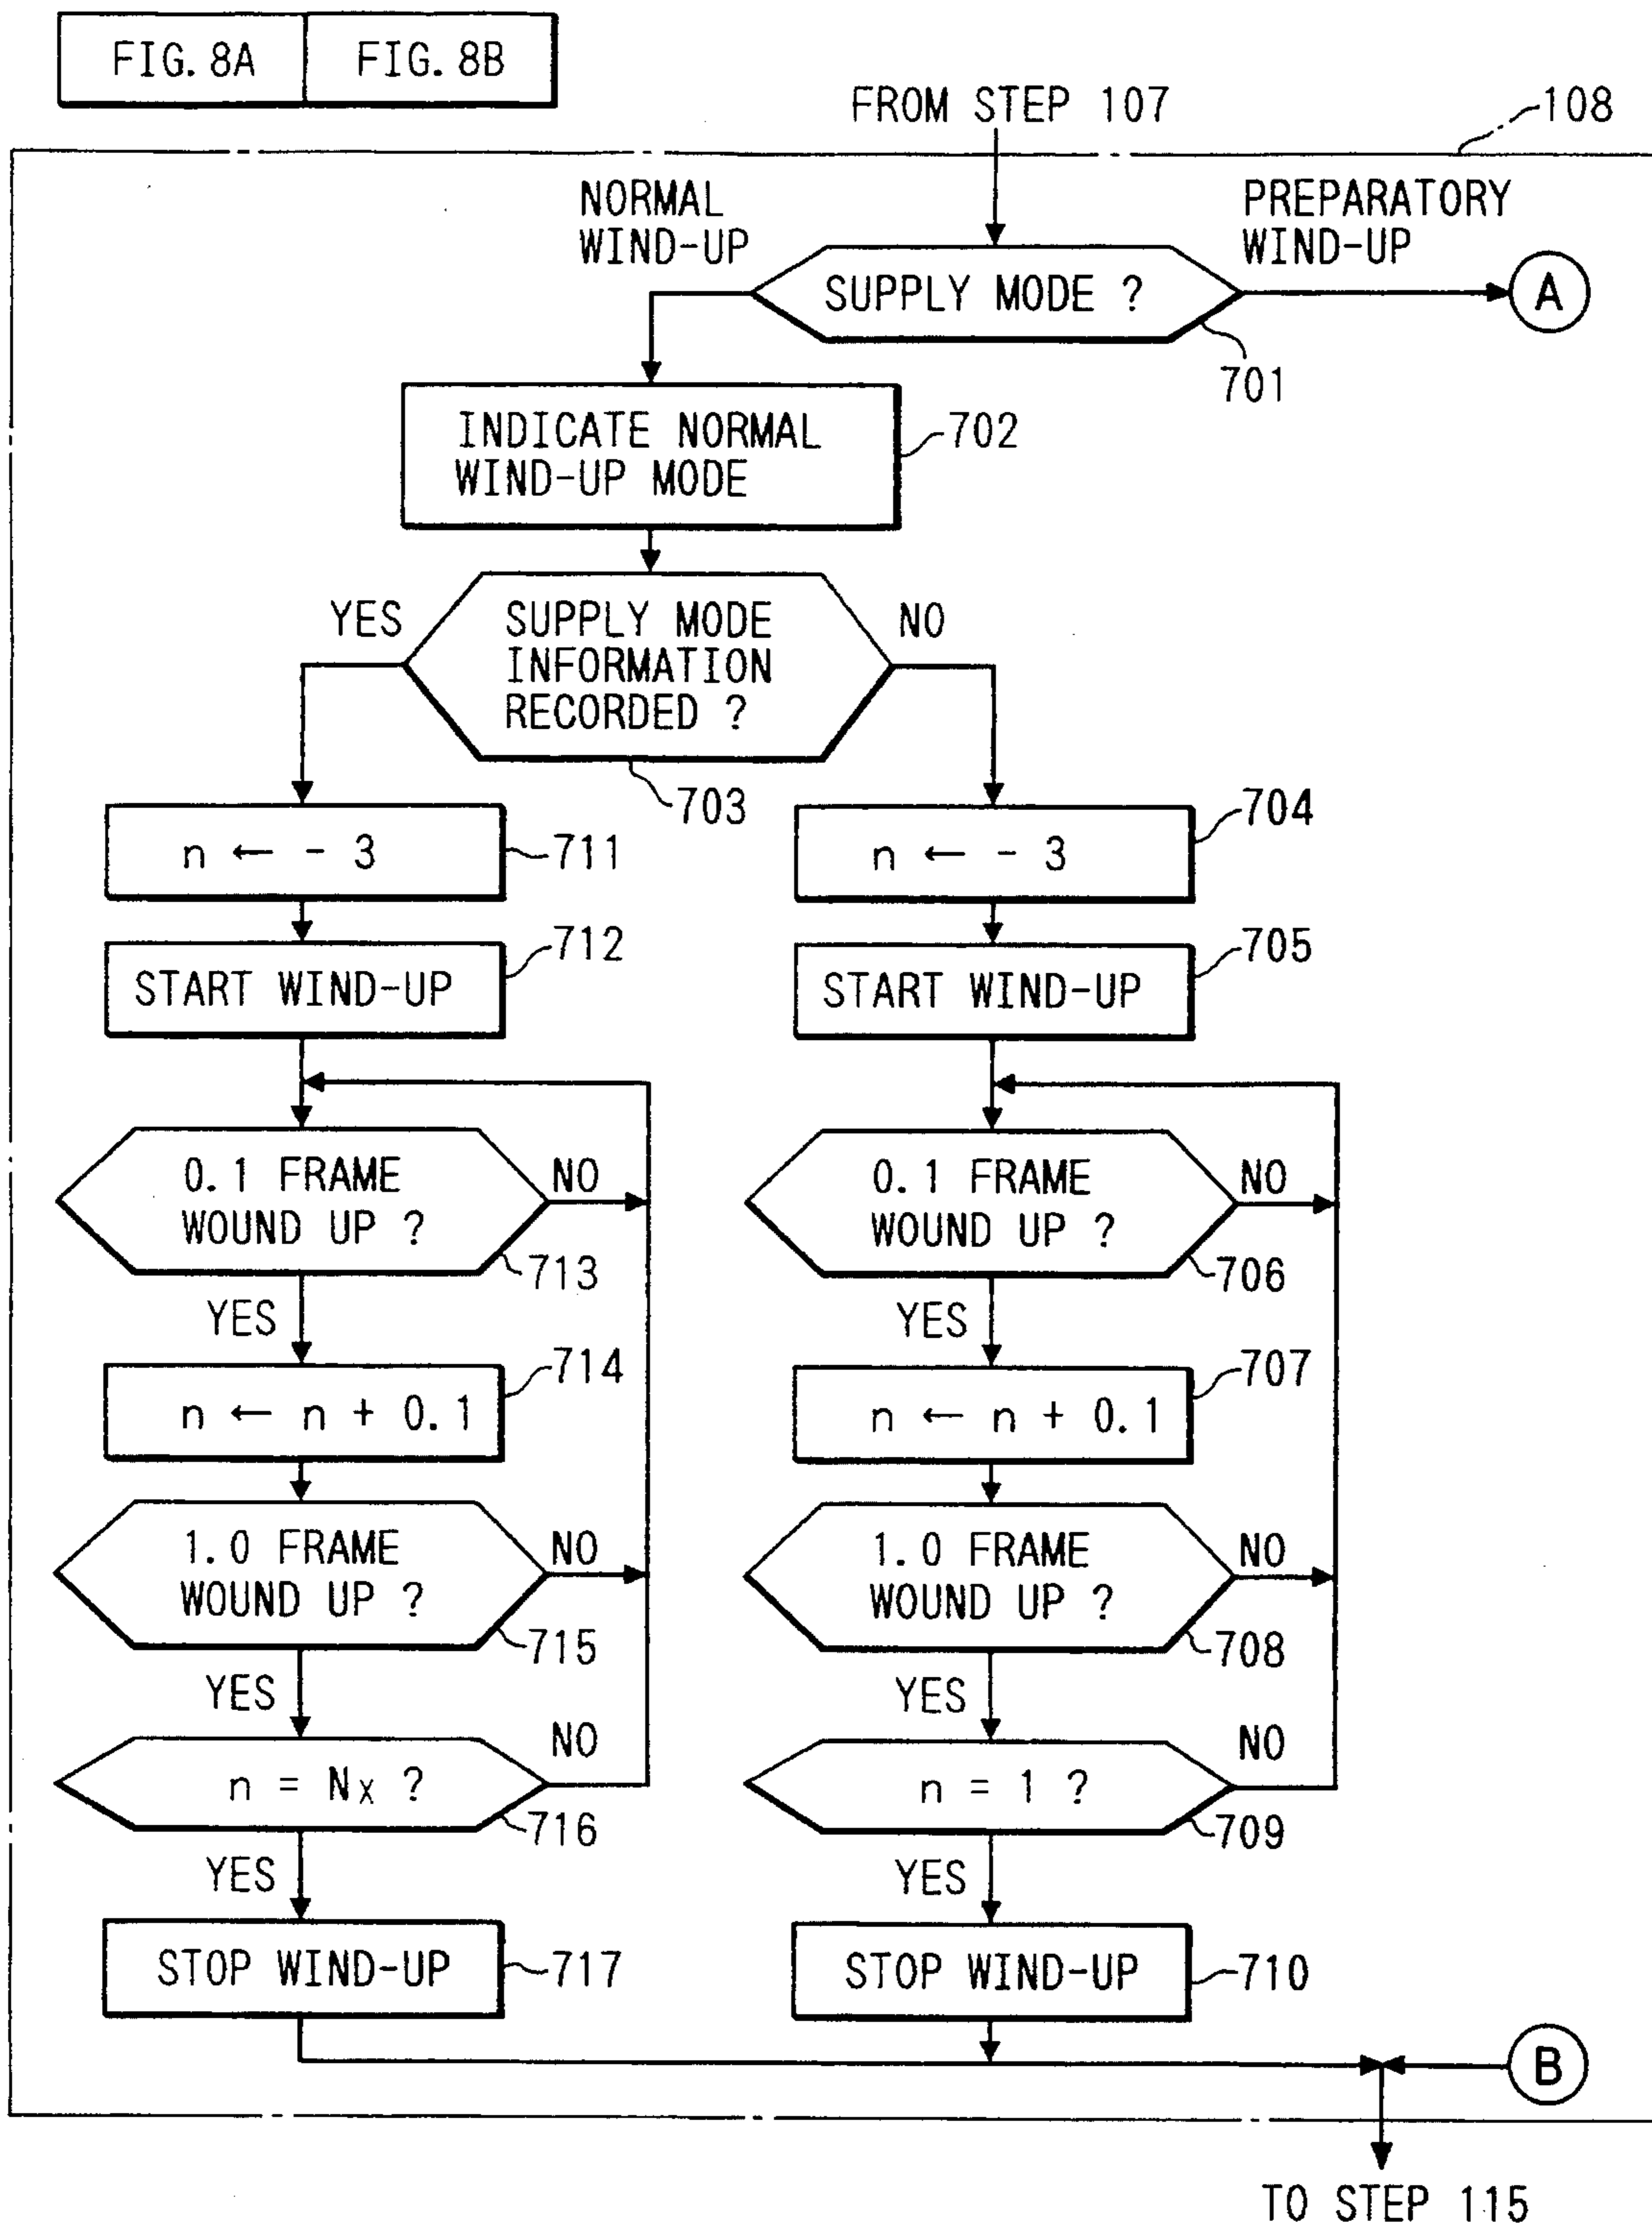 FIG. 8A FIG. 8B
FROM STEP 107
108
NORMAL
WIND-UP
PREPARATORY
WIND-UP
SUPPLY MODE ?
A
701
INDICATE NORMAL
WIND-UP MODE
702
YES
SUPPLY MODE
INFORMATION
RECORDED ?
NO
703
n ← - 3
711
n ← - 3
704
START WIND-UP
712
START WIND-UP
705
0.1 FRAME
WOUND UP ?
NO
713
0.1 FRAME
WOUND UP ?
NO
706
YES
YES
n ← n + 0.1
714
n ← n + 0.1
707
1.0 FRAME
WOUND UP ?
NO
715
1.0 FRAME
WOUND UP ?
NO
708
YES
YES
n = Nx ?
NO
716
n = 1 ?
NO
709
YES
YES
STOP WIND-UP
717
STOP WIND-UP
710
B
TO STEP 115